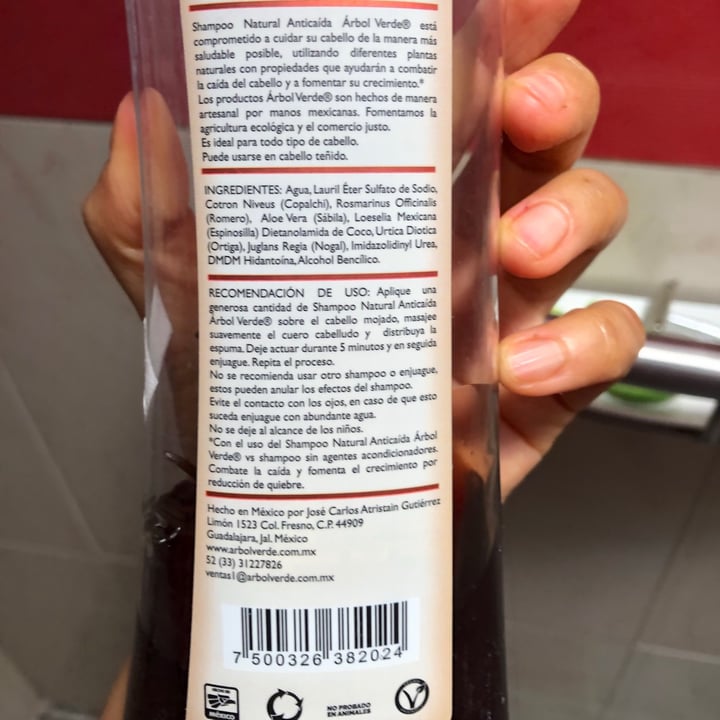 Shampoo Natural Anticaída Árbol Verde® está
comprometido a cuidar su cabello de la manera más
saludable posible, utilizando diferentes plantas
naturales con propiedades que ayudarán a combatir
la caída del cabello y a fomentar su crecimiento.*
Los productos Árbol Verde® son hechos de manera
artesanal por manos mexicanas. Fomentamos la
agricultura ecológica y el comercio justo.
Es ideal para todo tipo de cabello.
Puede usarse en cabello teñido.
INGREDIENTES: Agua, Lauril Éter Sulfato de Sodio,
Cotron Niveus (Copalchi), Rosmarinus Officinalis
(Romero), Aloe Vera (Sábila), Loeselia Mexicana
(Espinosilla) Dietanolamida de Coco, Urtica Diotica
(Ortiga), Juglans Regia (Nogal), Imidazolidinyl Urea,
DMDM Hidantoína, Alcohol Bencílico.
RECOMENDACIÓN DE USO: Aplique una
generosa cantidad de Shampoo Natural Anticaída
Árbol Verde® sobre el cabello mojado, masajee
suavemente el cuero cabelludo y distribuya la
espuma. Deje actuar durante 5 minutos y en seguida
enjuague. Repita el proceso.
No se recomienda usar otro shampoo o enjuague,
estos pueden anular los efectos del shampoo.
Evite el contacto con los ojos, en caso de que esto
suceda enjuague con abundante agua.
No se deje al alcance de los niños.
*Con el uso del Shampoo Natural Anticaída Árbol
Verde® vs shampoo sin agentes acondicionadores.
Combate la caída y fomenta el crecimiento por
reducción de quiebre.
Hecho en México por José Carlos Atristain Gutiérrez
Limón 1523 Col. Fresno, C.P. 44909
Guadalajara, Jal. México
www.arbolverde.com.mx
52 (33) 31227826
ventas1@arbolverde.com.mx
7 500326 382024
HECHO EN
MÉXICO
NO PROBADO
EN ANIMALES